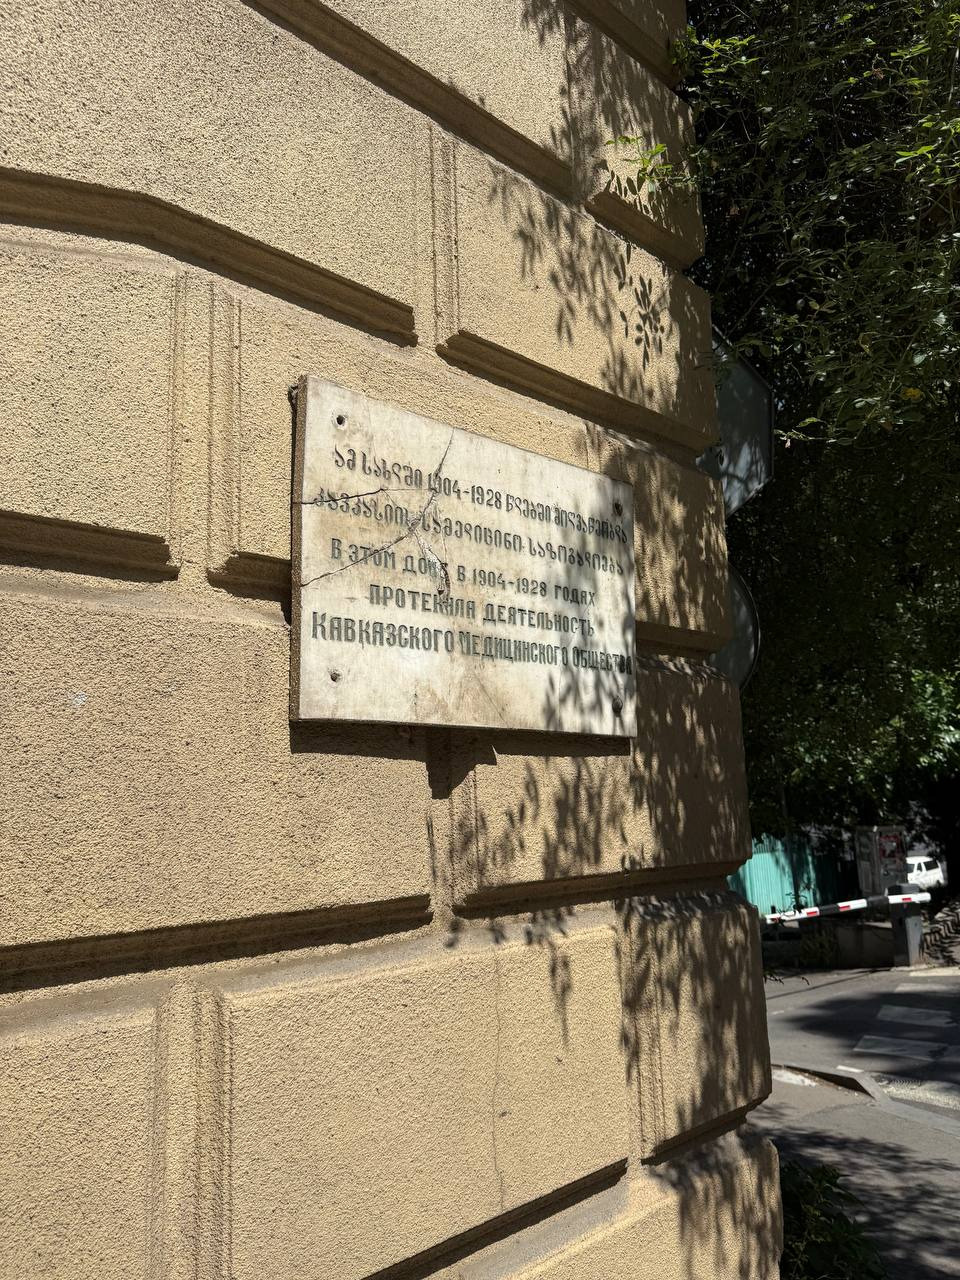 ამ სახლში 1904-1928 წლებში მოღვაწეობდა
კავკასიის სამედიცინო საზოგადოება
В ЭТОМ ДОМЕ В 1904-1928 ГОДАХ
ПРОТЕКАЛА ДЕЯТЕЛЬНОСТЬ
КАВКАЗСКОГО МЕДИЦИНСКОГО ОБЩЕСТВА